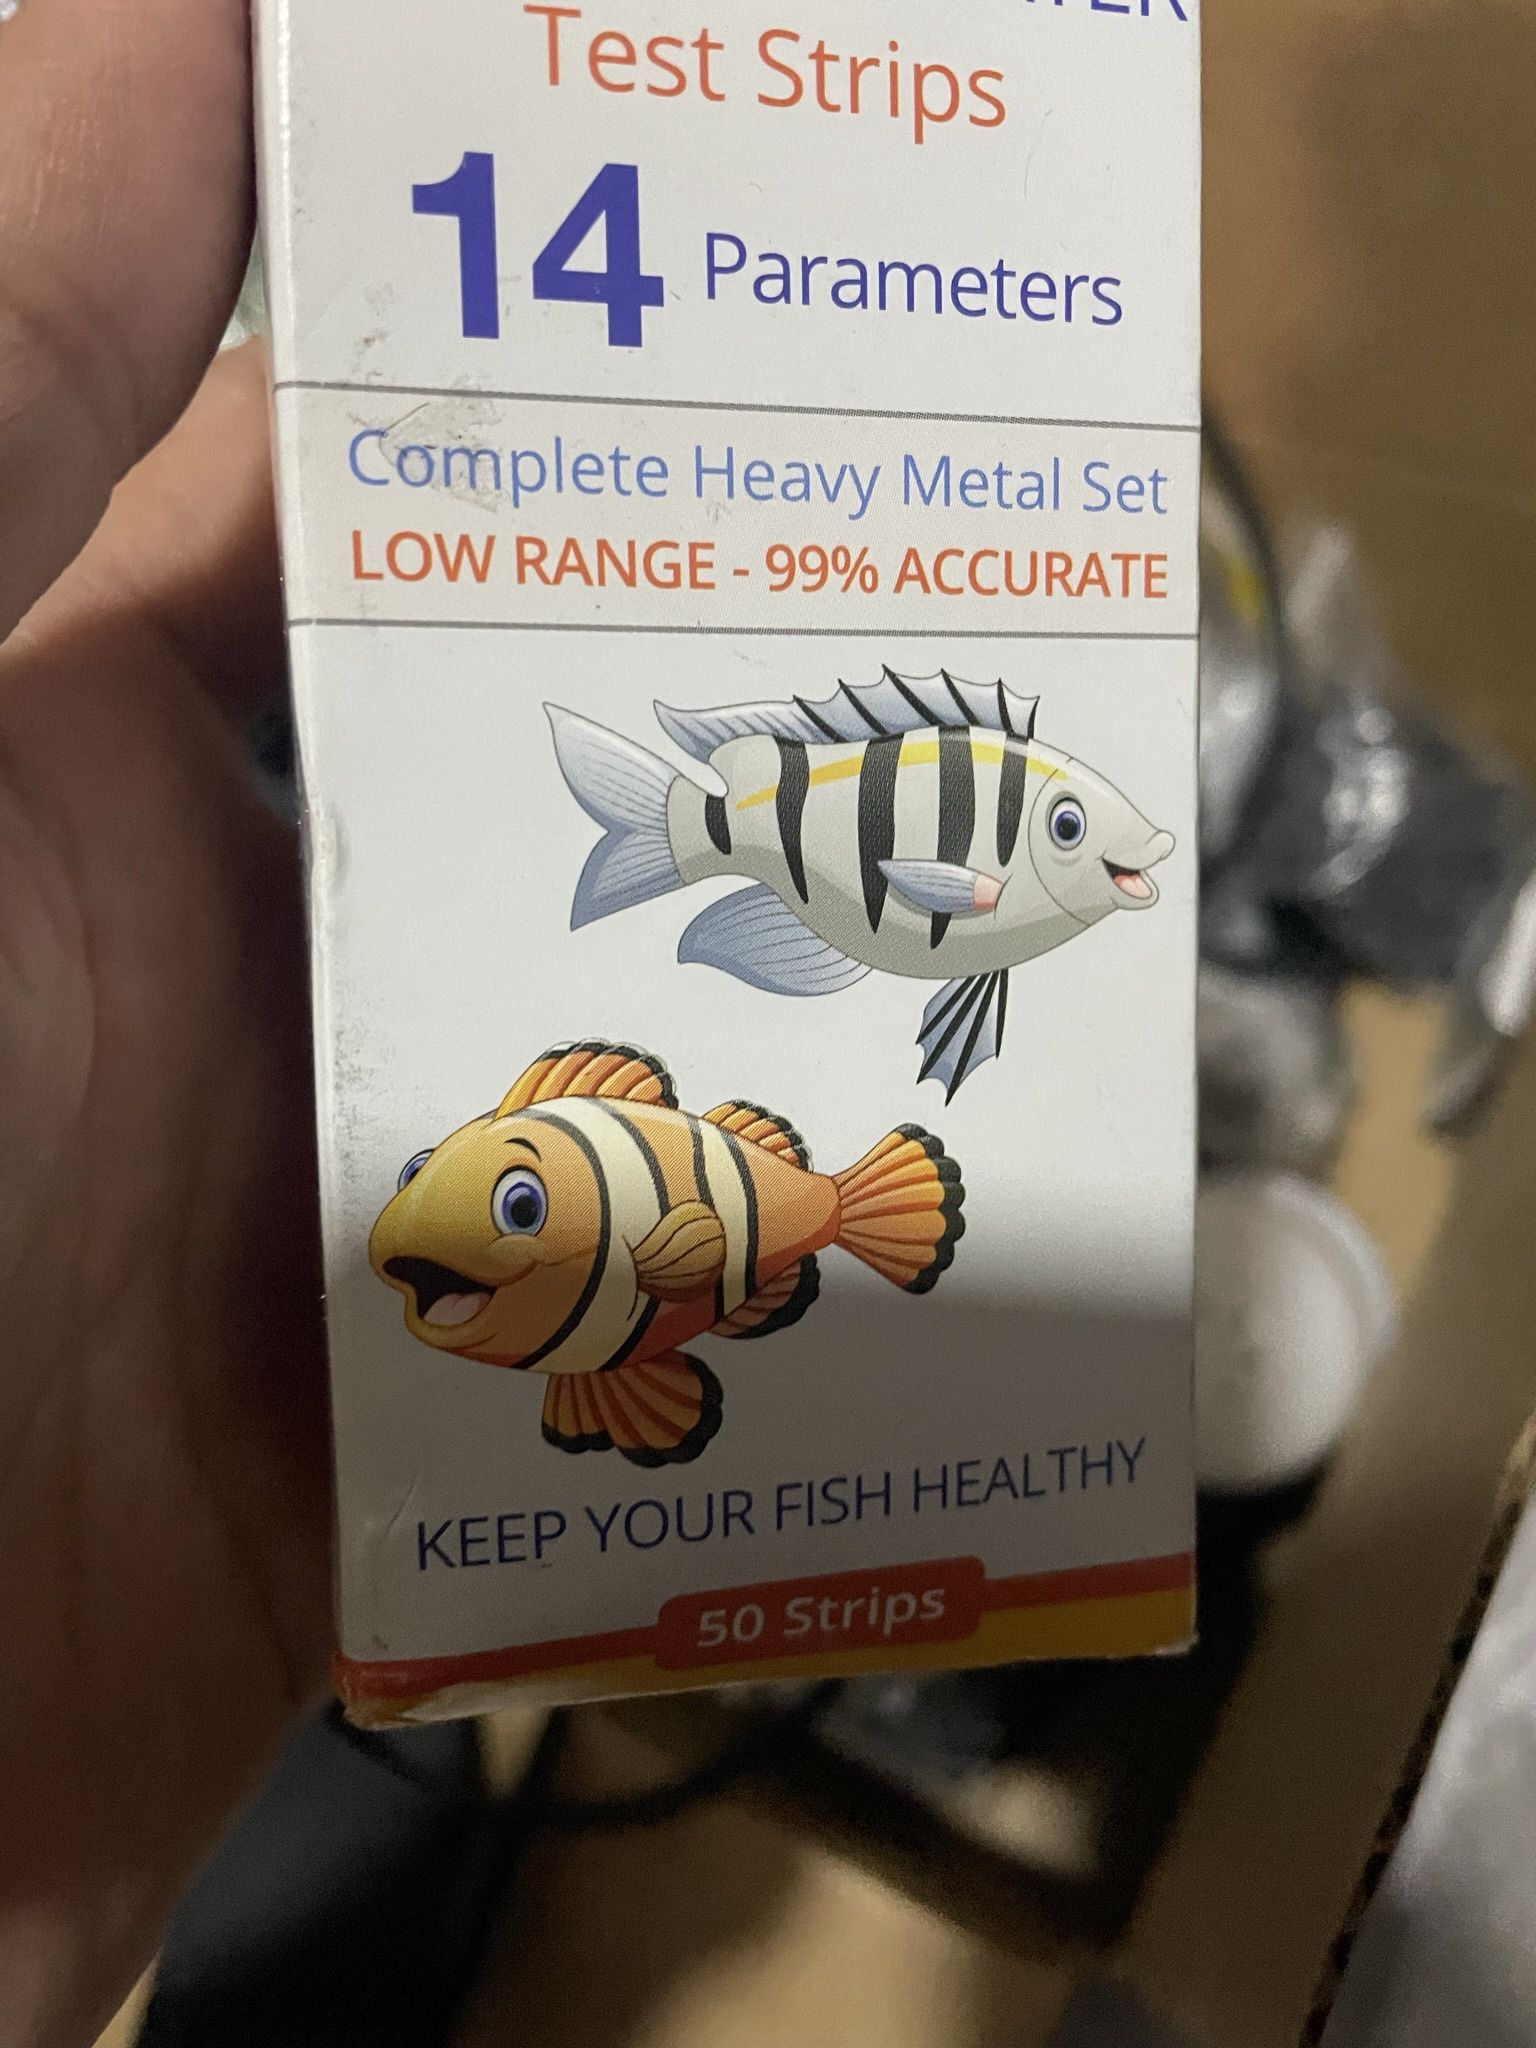 Test Strips
14 Parameters
Complete Heavy Metal Set
LOW RANGE - 99% ACCURATE
KEEP YOUR FISH HEALTHY
50 Strips